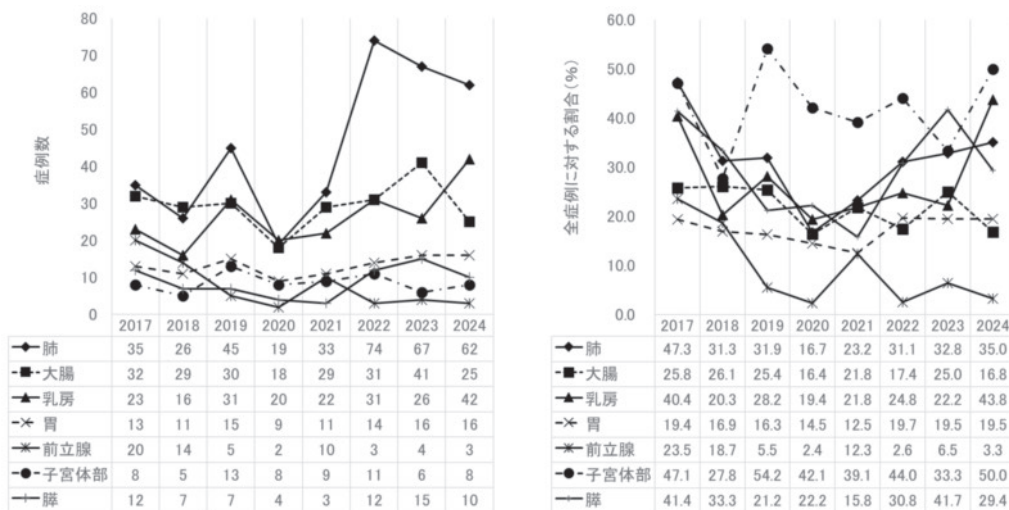 症例数
80
70
60
50
40
30
20
10
0
2017 2018 2019 2020 2021 2022 2023 2024
肺 35 26 45 19 33 74 67 62
大腸 32 29 30 18 29 31 41 25
乳房 23 16 31 20 22 31 26 42
胃 13 11 15 9 11 14 16 16
前立腺 20 14 5 2 10 3 4 3
子宮体部 8 5 13 8 9 11 6 8
膵 12 7 7 4 3 12 15 10
全症例に対する割合(%)
60.0
50.0
40.0
30.0
20.0
10.0
0.0
2017 2018 2019 2020 2021 2022 2023 2024
肺 47.3 31.3 31.9 16.7 23.2 31.1 32.8 35.0
大腸 25.8 26.1 25.4 16.4 21.8 17.4 25.0 16.8
乳房 40.4 20.3 28.2 19.4 21.8 24.8 22.2 43.8
胃 19.4 16.9 16.3 14.5 12.5 19.7 19.5 19.5
前立腺 23.5 18.7 5.5 2.4 12.3 2.6 6.5 3.3
子宮体部 47.1 27.8 54.2 42.1 39.1 44.0 33.3 50.0
膵 41.4 33.3 21.2 22.2 15.8 30.8 41.7 29.4